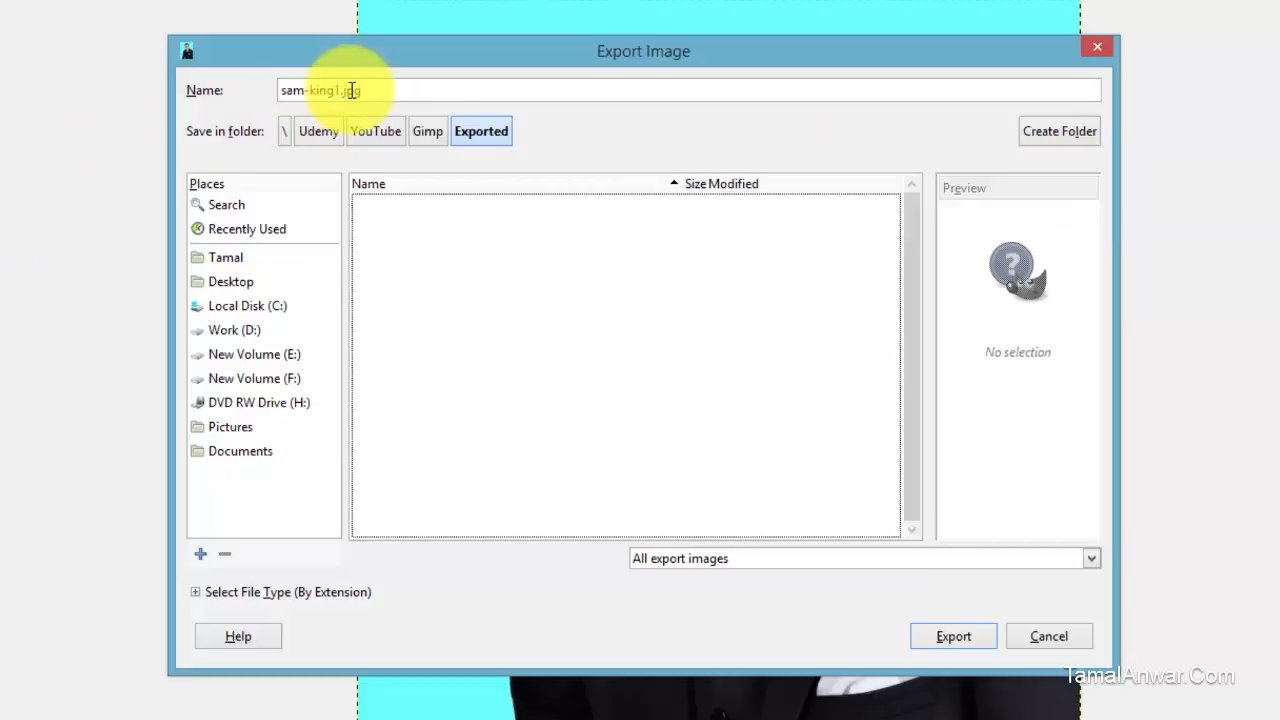 Export Image
Name: sam-king1.jpg
Save in folder: \ Udemy YouTube Gimp Exported Create Folder
Places
Search
Recently Used
Tamal
Desktop
Local Disk (C:)
Work (D:)
New Volume (E:)
New Volume (F:)
DVD RW Drive (H:)
Pictures
Documents
Name Size Modified
Preview
No selection
All export images
Select File Type (By Extension)
Help Export Cancel
TamalAnwar.Com